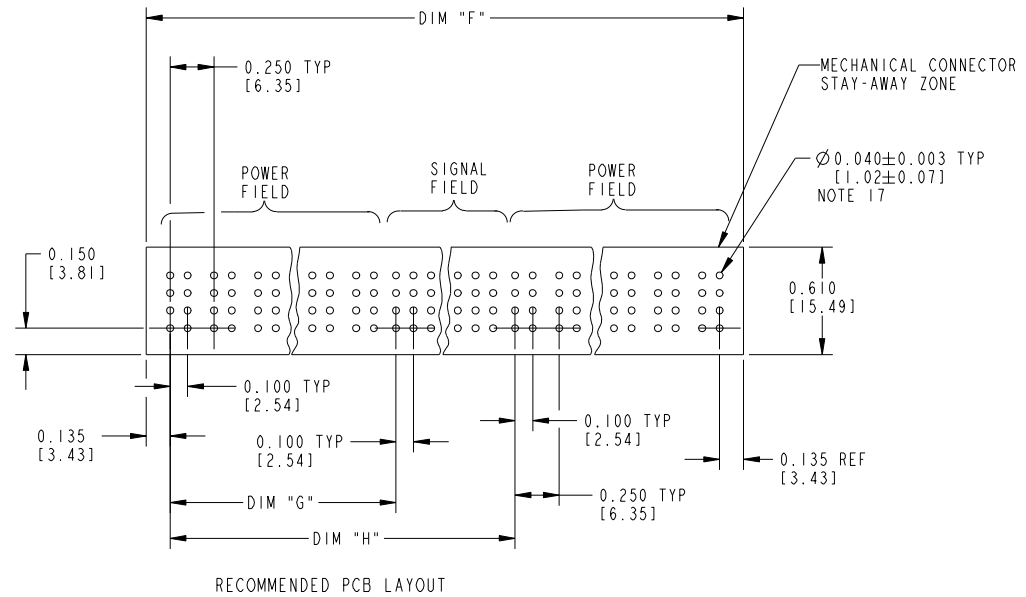 DIM "F"
0.250 TYP
[6.35]
MECHANICAL CONNECTOR
STAY-AWAY ZONE
POWER
FIELD
SIGNAL
FIELD
POWER
FIELD
Ø 0.040±0.003 TYP
[1.02±0.07]
NOTE 17
0.150
[3.81]
0.610
[15.49]
0.100 TYP
[2.54]
0.135
[3.43]
0.100 TYP
[2.54]
0.100 TYP
[2.54]
0.135 REF
[3.43]
DIM "G"
0.250 TYP
[6.35]
DIM "H"
RECOMMENDED PCB LAYOUT